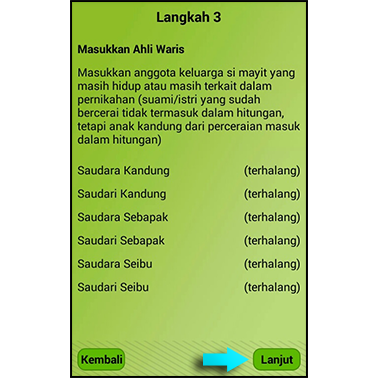 Langkah 3
Masukkan Ahli Waris
Masukkan anggota keluarga si mayit yang
masih hidup atau masih terkait dalam
pernikahan (suami/istri yang sudah
bercerai tidak termasuk dalam hitungan,
tetapi anak kandung dari perceraian masuk
dalam hitungan)
Saudara Kandung (terhalang)
Saudari Kandung (terhalang)
Saudara Sebapak (terhalang)
Saudari Sebapak (terhalang)
Saudara Seibu (terhalang)
Saudari Seibu (terhalang)
Kembali Lanjut